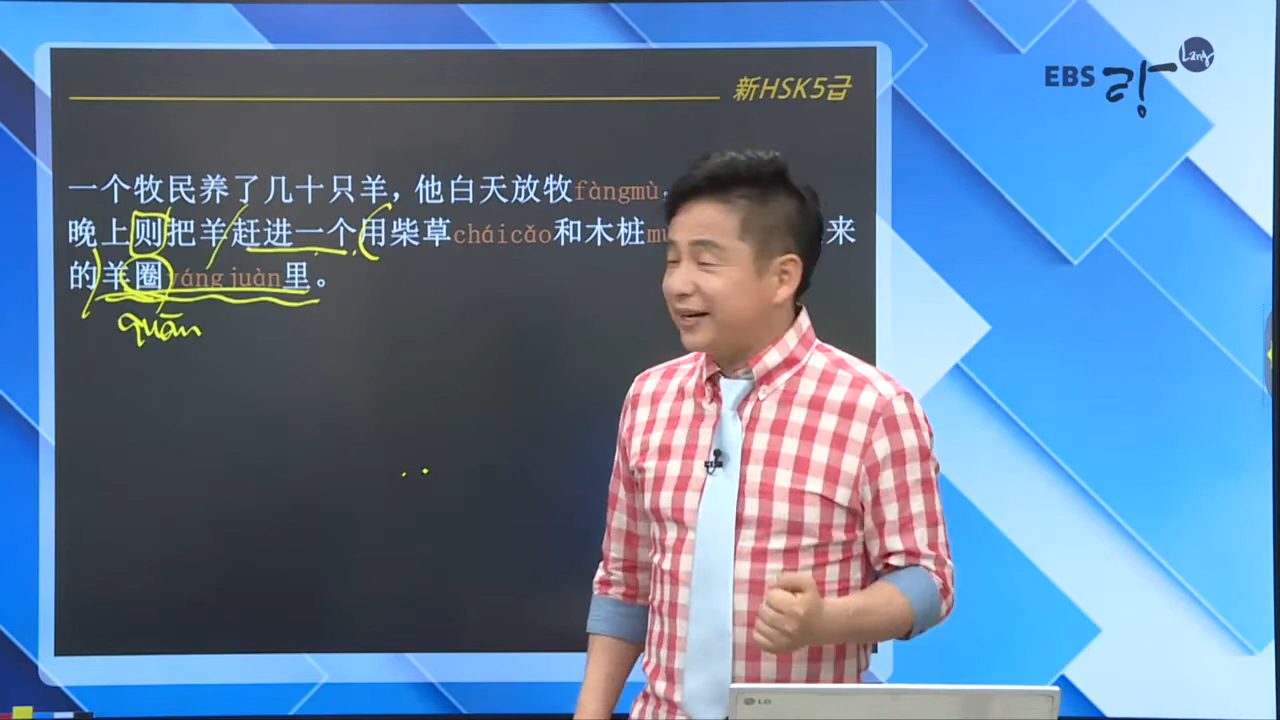 EBS 랑 Lang
新HSK5급
一个牧民养了几十只羊，他白天放牧fàngmù
晚上则把羊赶进一个用柴草cháicǎo和木桩mu 来
的羊圈yáng juàn里。
quān
LG